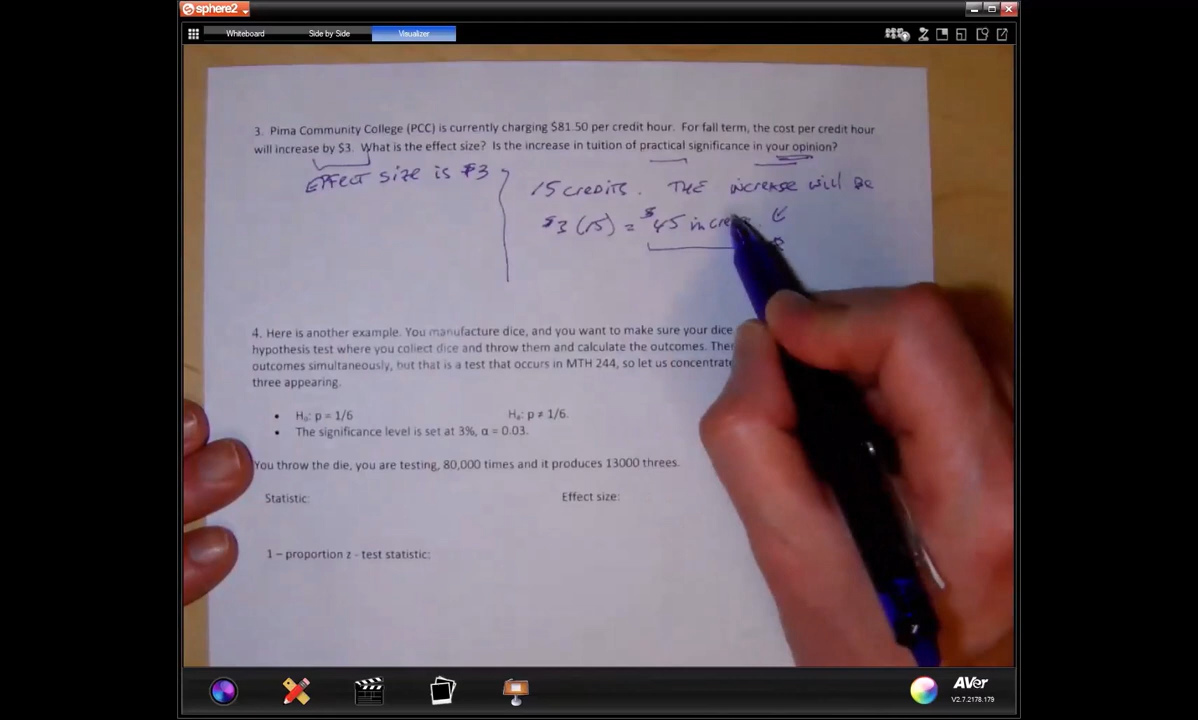 sphere2
Whiteboard Side by Side Visualizer
3. Pima Community College (PCC) is currently charging $81.50 per credit hour. For fall term, the cost per credit hour
will increase by $3. What is the effect size? Is the increase in tuition of practical significance in your opinion?
EFFECT SIZE IS $3
15 CREDITS. THE INCREASE WILL BE
$3 (15) = $45 incre
4. Here is another example. You manufacture dice, and you want to make sure your dice
hypothesis test where you collect dice and throw them and calculate the outcomes.
outcomes simultaneously, but that is a test that occurs in MTH 244, so let us concentrate
three appearing.
• H₀: p = 1/6 Hₐ: p ≠ 1/6.
• The significance level is set at 3%, α = 0.03.
You throw the die, you are testing, 80,000 times and it produces 13000 threes.
Statistic: Effect size:
1 – proportion z - test statistic:
AVer
V2.7.2178.179